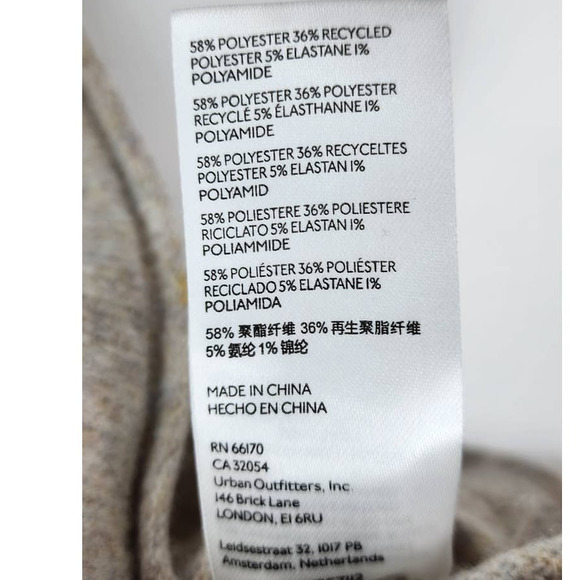 58% POLYESTER 36% RECYCLED
POLYESTER 5% ELASTANE 1%
POLYAMIDE
58% POLYESTER 36% POLYESTER
RECYCLÉ 5% ÉLASTHANNE 1%
POLYAMIDE
58% POLYESTER 36% RECYCELTES
POLYESTER 5% ELASTAN 1%
POLYAMID
58% POLIESTERE 36% POLIESTERE
RICICLATO 5% ELASTAN 1%
POLIAMMIDE
58% POLIÉSTER 36% POLIÉSTER
RECICLADO 5% ELASTANE 1%
POLIAMIDA
58% 聚酯纤维 36% 再生聚脂纤维
5% 氨纶 1% 锦纶
MADE IN CHINA
HECHO EN CHINA
RN 66170
CA 32054
Urban Outfitters, Inc.
146 Brick Lane
LONDON, E1 6RU
Leidsestraat 32, 1017 PB
Amsterdam, Netherlands